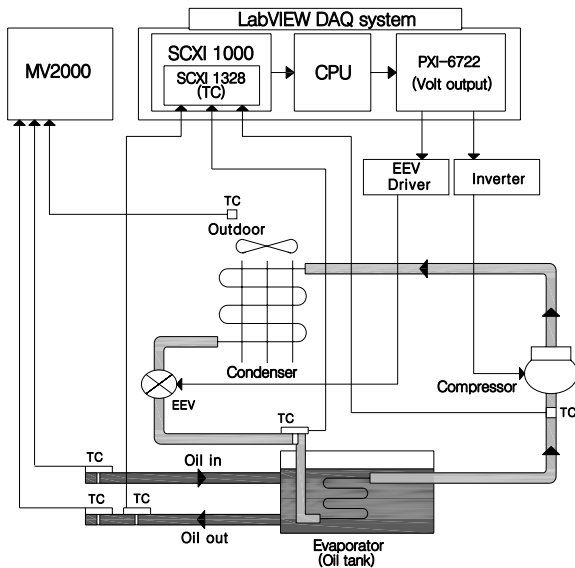 LabVIEW DAQ system
MV2000
SCXI 1000
SCXI 1328
(TC)
CPU
PXI-6722
(Volt output)
EEV
Driver
Inverter
TC
Outdoor
Condenser
EEV
Compressor
TC
TC
TC
Oil in
TC
TC
Oil out
Evaporator
(Oil tank)